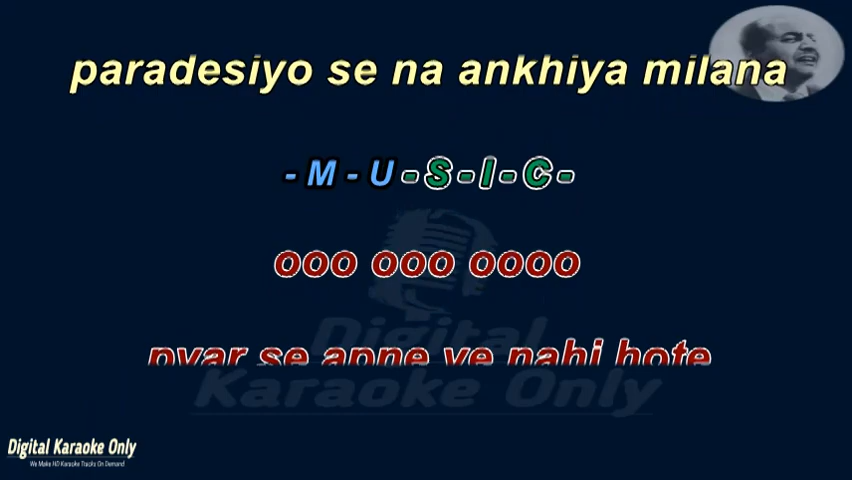 paradesiyo se na ankhiya milana
- M - U - S - I - C -
ooo ooo oooo
pyar se apne ye nahi hote
Digital
Karaoke Only
Digital Karaoke Only
We Make HD Karaoke Tracks On Demand